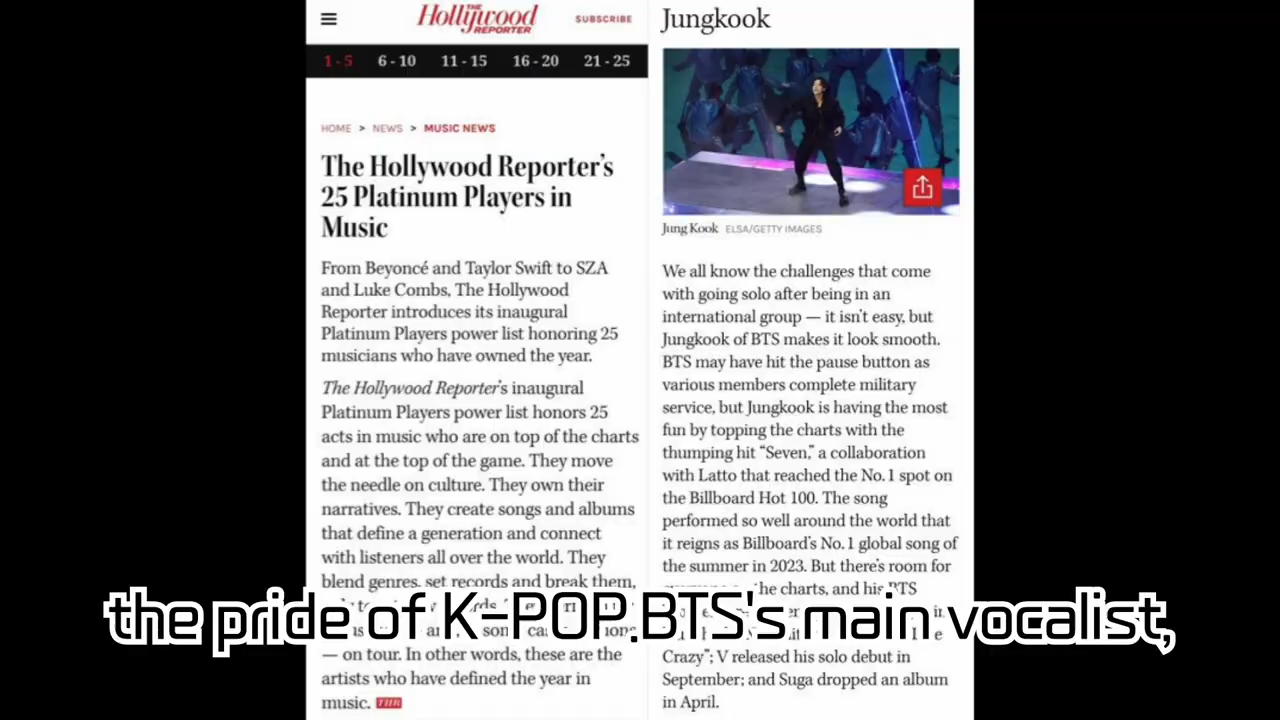 THE
Hollywood
REPORTER
SUBSCRIBE
1 - 5 6 - 10 11 - 15 16 - 20 21 - 25
HOME > NEWS > MUSIC NEWS
The Hollywood Reporter's
25 Platinum Players in
Music
From Beyoncé and Taylor Swift to SZA
and Luke Combs, The Hollywood
Reporter introduces its inaugural
Platinum Players power list honoring 25
musicians who have owned the year.
The Hollywood Reporter's inaugural
Platinum Players power list honors 25
acts in music who are on top of the charts
and at the top of the game. They move
the needle on culture. They own their
narratives. They create songs and albums
that define a generation and connect
with listeners all over the world. They
blend genres, set records and break them,
— on tour. In other words, these are the
artists who have defined the year in
music. THR
Jungkook
Jung Kook ELSA/GETTY IMAGES
We all know the challenges that come
with going solo after being in an
international group — it isn't easy, but
Jungkook of BTS makes it look smooth.
BTS may have hit the pause button as
various members complete military
service, but Jungkook is having the most
fun by topping the charts with the
thumping hit “Seven,” a collaboration
with Latto that reached the No. 1 spot on
the Billboard Hot 100. The song
performed so well around the world that
it reigns as Billboard's No. 1 global song of
the summer in 2023. But there's room for
the charts, and his BTS
Crazy”; V released his solo debut in
September; and Suga dropped an album
in April.
the pride of K-POP.BTS's main vocalist,